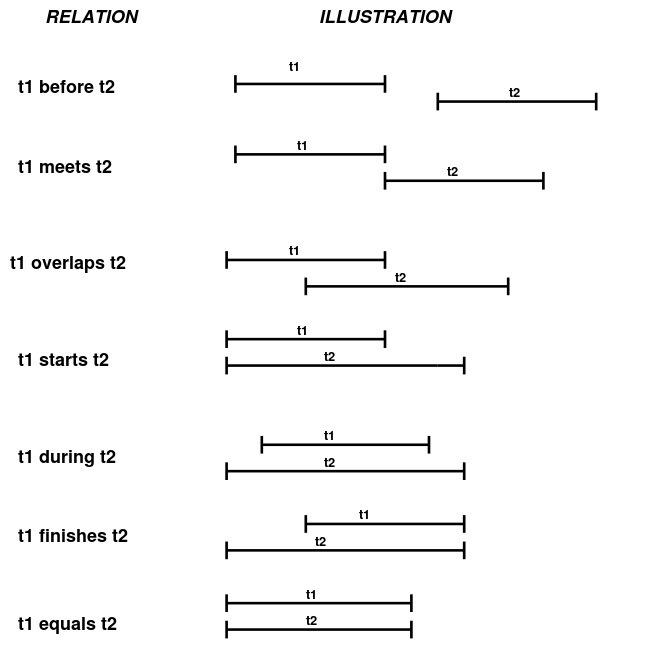 RELATION ILLUSTRATION
t1
t1 before t2
t2
t1
t1 meets t2
t2
t1
t1 overlaps t2
t2
t1
t1 starts t2
t2
t1
t1 during t2
t2
t1
t1 finishes t2
t2
t1
t1 equals t2
t2